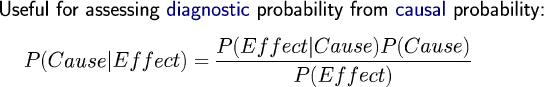 Useful for assessing diagnostic probability from causal probability:
P(Cause|Effect) = P(Effect|Cause)P(Cause) / P(Effect)